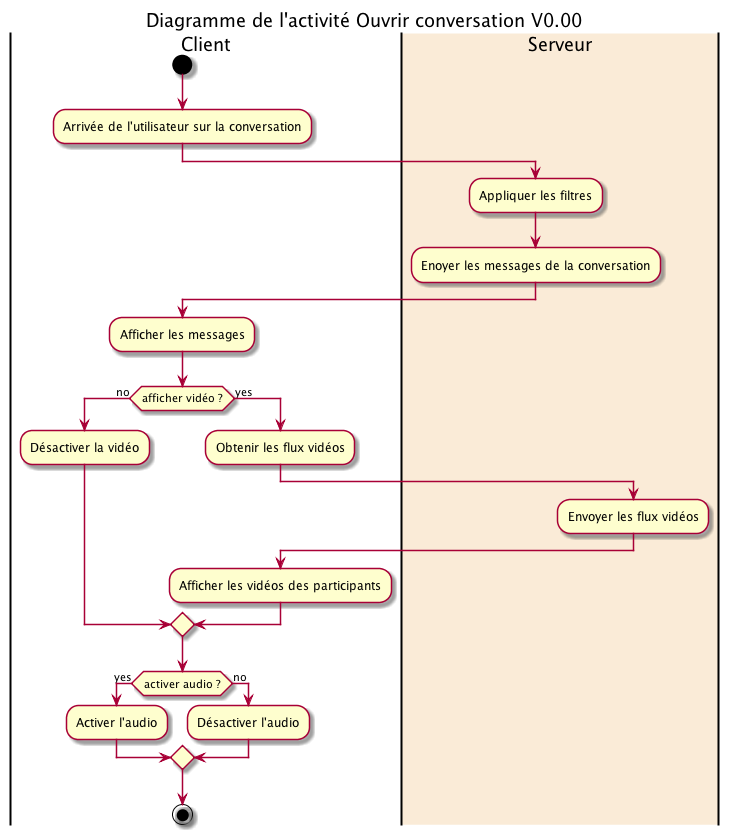 Diagramme de l'activité Ouvrir conversation V0.00
Client
Serveur
Arrivée de l'utilisateur sur la conversation
Appliquer les filtres
Enoyer les messages de la conversation
Afficher les messages
no
afficher vidéo ?
yes
Désactiver la vidéo
Obtenir les flux vidéos
Envoyer les flux vidéos
Afficher les vidéos des participants
yes
activer audio ?
no
Activer l'audio
Désactiver l'audio